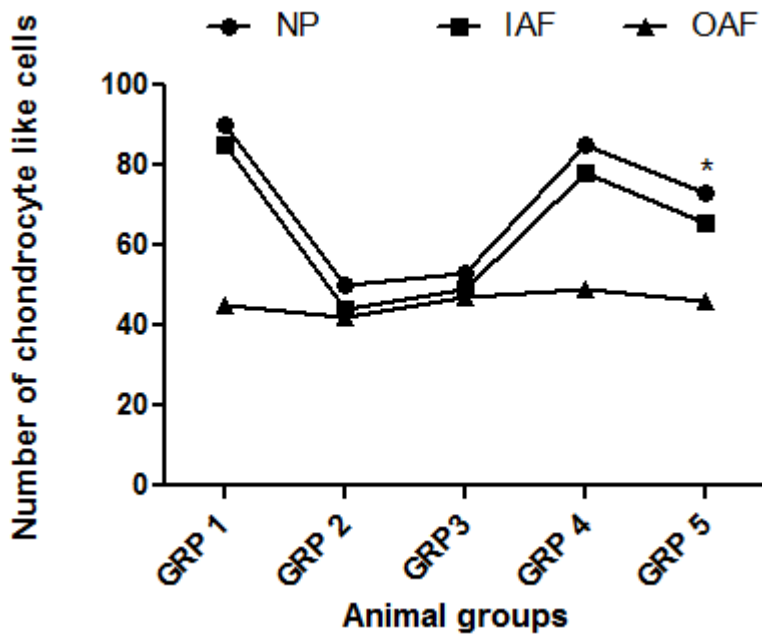 NP IAF OAF
Number of chondrocyte like cells
100
80
60
40
20
0
*
GRP 1 GRP 2 GRP3 GRP 4 GRP 5
Animal groups